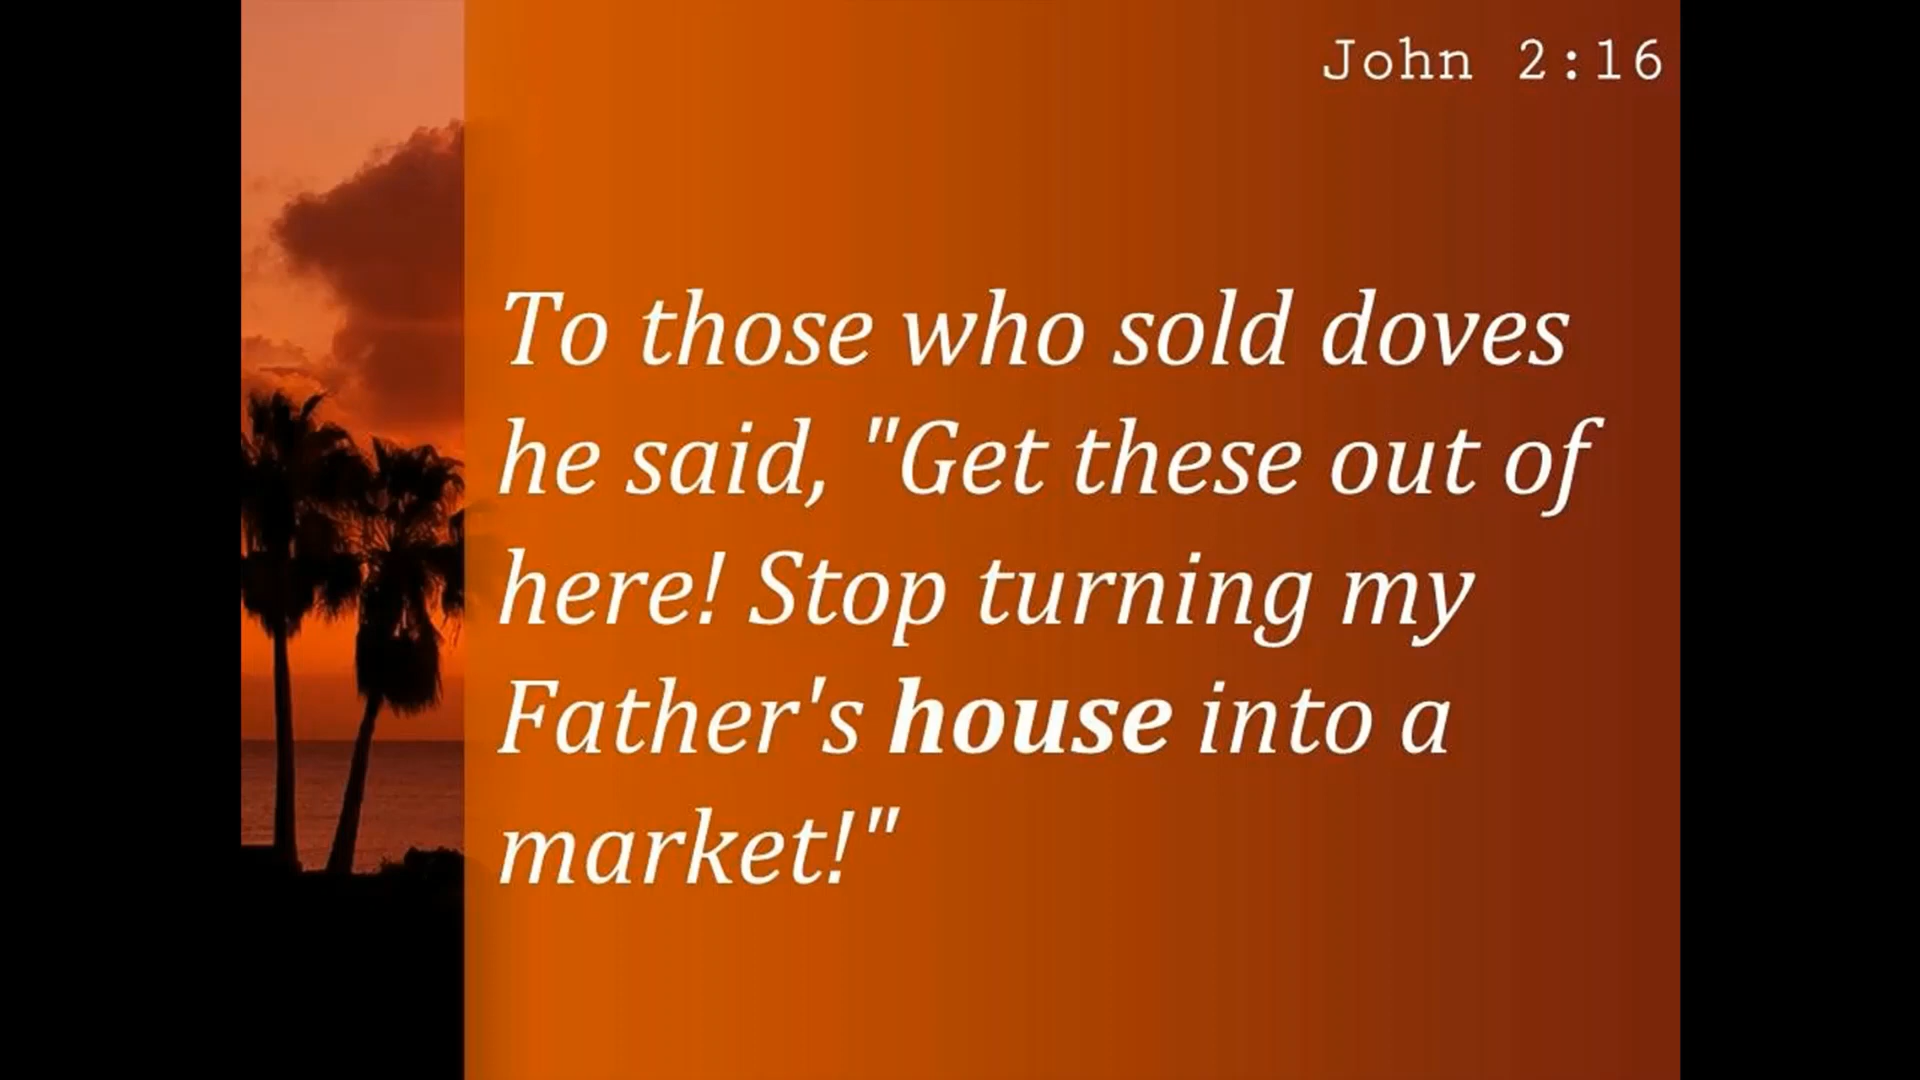 John 2:16
To those who sold doves
he said, "Get these out of
here! Stop turning my
Father's house into a
market!"